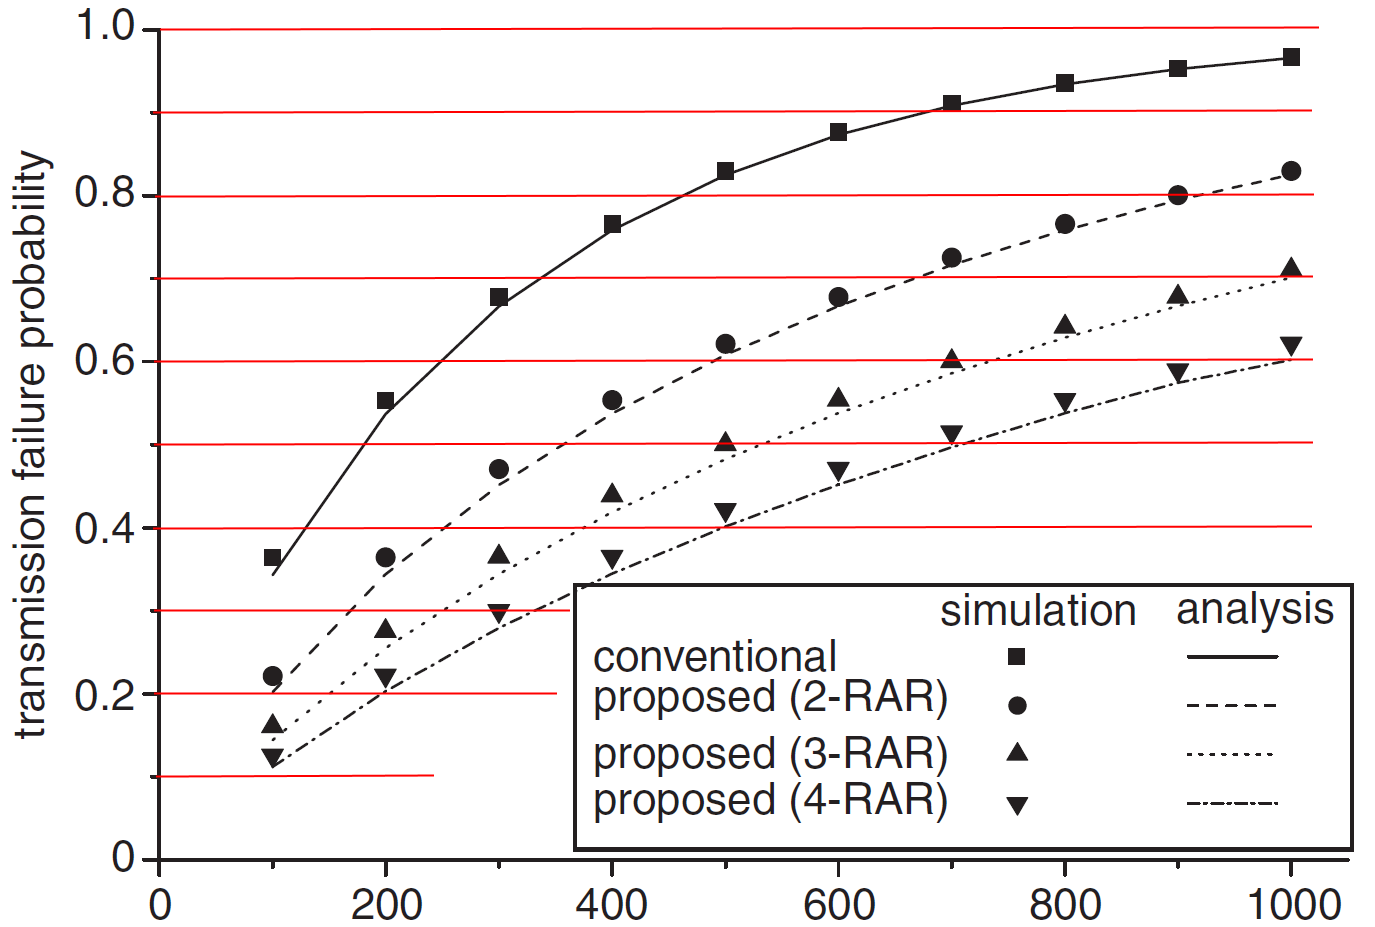 transmission failure probability
1.0
0.8
0.6
0.4
0.2
0
0 200 400 600 800 1000
simulation analysis
conventional
proposed (2-RAR)
proposed (3-RAR)
proposed (4-RAR)